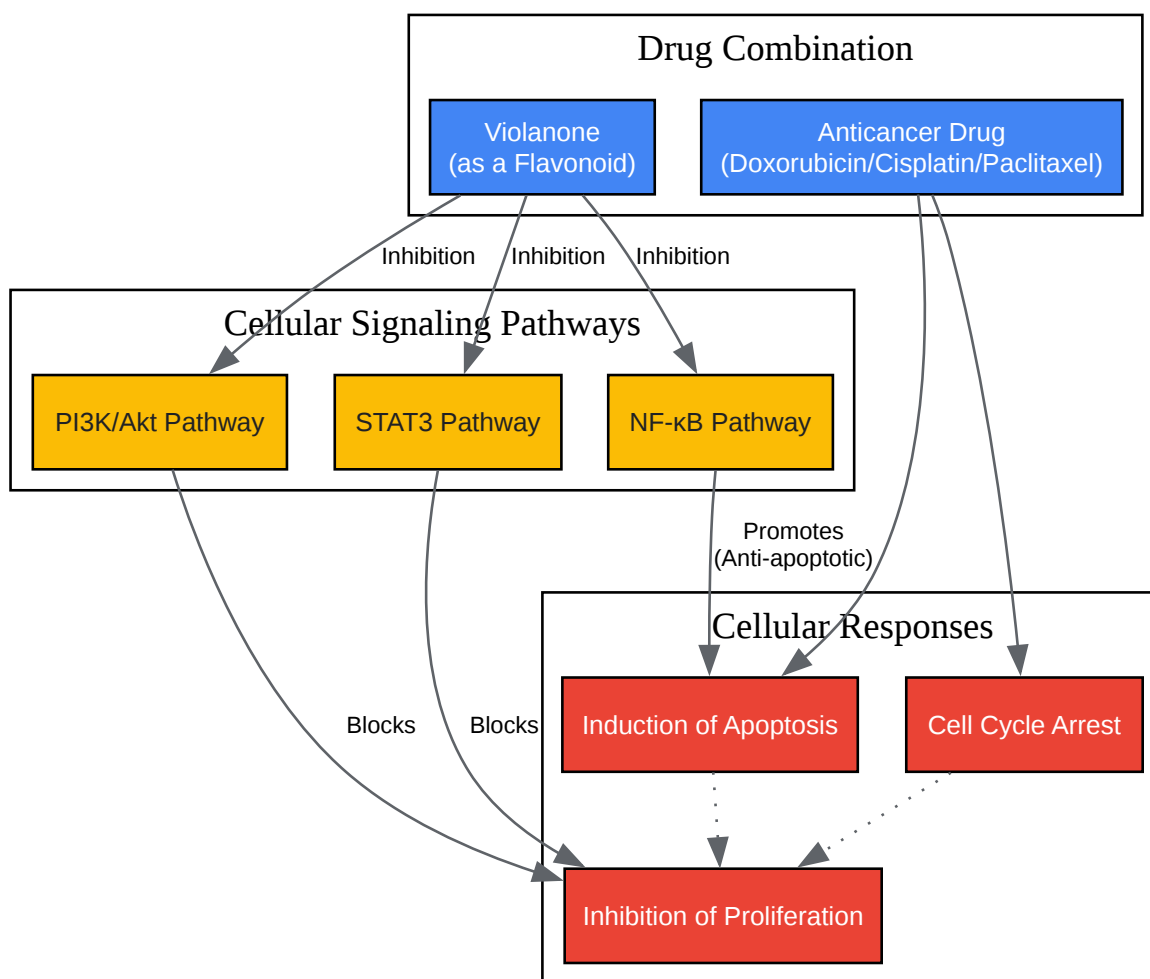 Drug Combination
Violanone
(as a Flavonoid)
Anticancer Drug
(Doxorubicin/Cisplatin/Paclitaxel)
Inhibition
Inhibition
Inhibition
Cellular Signaling Pathways
PI3K/Akt Pathway
STAT3 Pathway
NF-κB Pathway
Promotes
(Anti-apoptotic)
Cellular Responses
Induction of Apoptosis
Cell Cycle Arrest
Blocks
Blocks
Inhibition of Proliferation